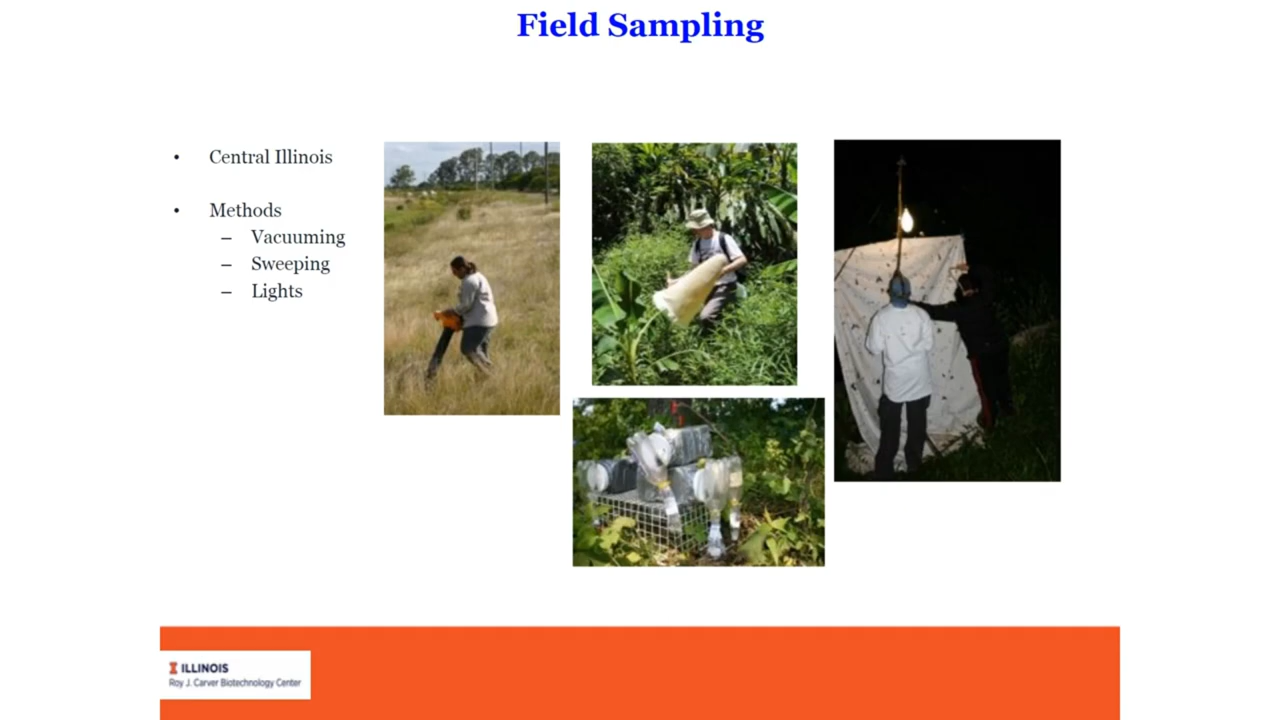 Field Sampling
• Central Illinois
• Methods
– Vacuuming
– Sweeping
– Lights
I ILLINOIS
Roy J. Carver Biotechnology Center